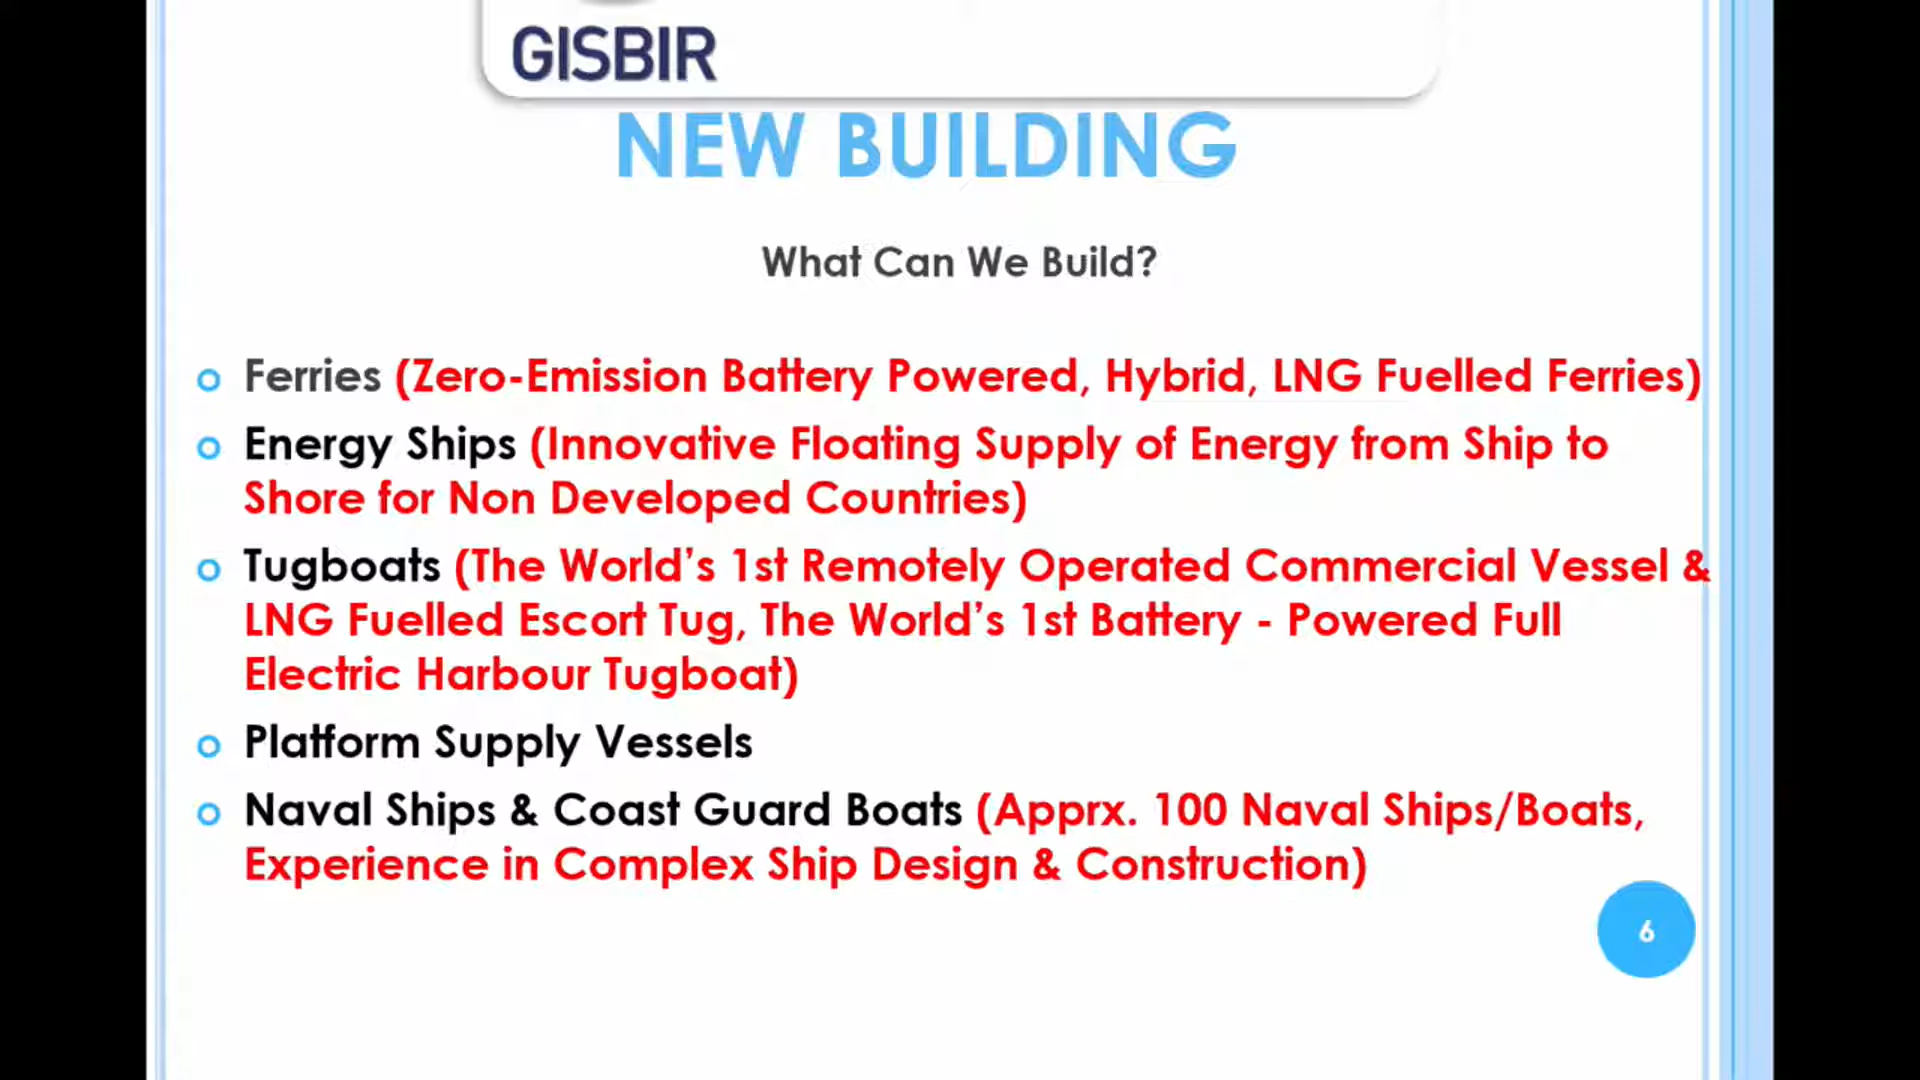 GISBIR
NEW BUILDING
What Can We Build?
Ferries (Zero-Emission Battery Powered, Hybrid, LNG Fuelled Ferries)
Energy Ships (Innovative Floating Supply of Energy from Ship to
Shore for Non Developed Countries)
Tugboats (The World’s 1st Remotely Operated Commercial Vessel &
LNG Fuelled Escort Tug, The World’s 1st Battery - Powered Full
Electric Harbour Tugboat)
Platform Supply Vessels
Naval Ships & Coast Guard Boats (Apprx. 100 Naval Ships/Boats,
Experience in Complex Ship Design & Construction)
6